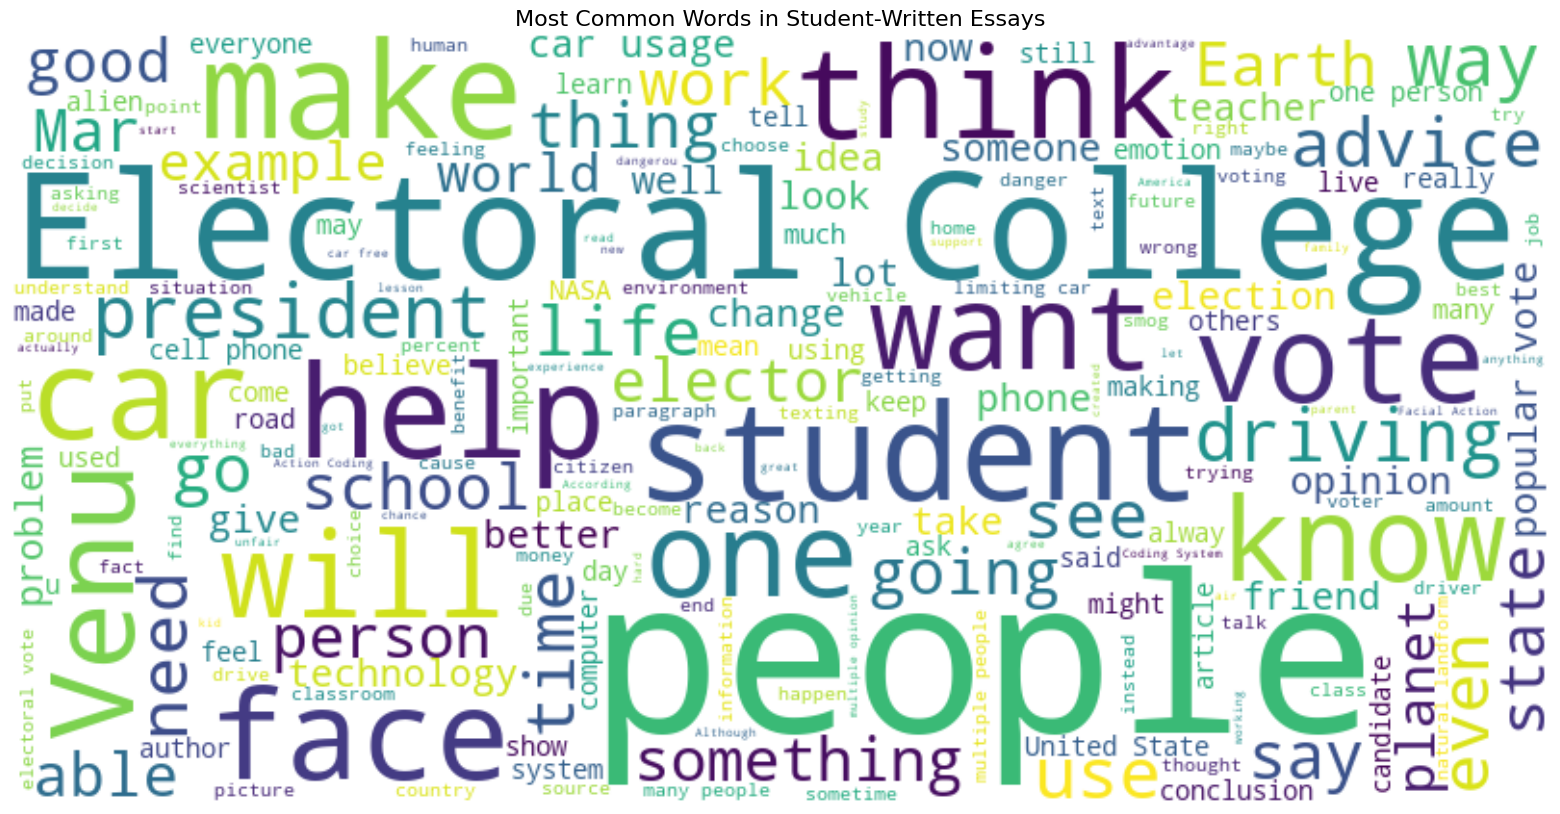 Most Common Words in Student-Written Essays
good
everyone
human
car usage
now
still
advantage
Earth
way
make
think
alien
point
learn
work
teacher
one person
Mar
start
thing
tell
study
right
try
decision
example
feeling
choose
idea
someone
emotion
maybe
advice
asking
scientist
world
dangerou
well
danger
America
voting
live
really
decide
look
text
future
first
may
much
home
support
wrong
family
job
Electoral College
car free
read
new
understand
situation
lesson
NASA
environment
lot
vehicle
limiting car
election
best
made
president
important
life
change
want
smog
others
many
around
actually
cell phone
percent
mean
using
let
vote
anything
popular vote
car
believe
experience
elector
getting
phone
making
created
put
come
benefit
help
keep
road
got
paragraph
texting
parent
Facial Action
everything
back
student
driving
problem
used
go
bad
Action Coding
cause
citizen
great
trying
opinion
school
According
place
become
reason
see
voter
amount
Venu
find
give
chance
better
year
take
alway
know
unfair
choice
money
ask
agree
said
Coding System
fact
will
one
going
u
need
day
hard
due
time
computer
end
might
air
friend
driver
state
kid
person
people
talk
electoral vote
feel
technology
information
multiple opinion
multiple people
instead
article
planet
natural landform
even
drive
classroom
happen
class
candidate
face
working
author
show
Although
able
system
something
United State
say
thought
use
picture
country
source
many people
sometime
conclusion